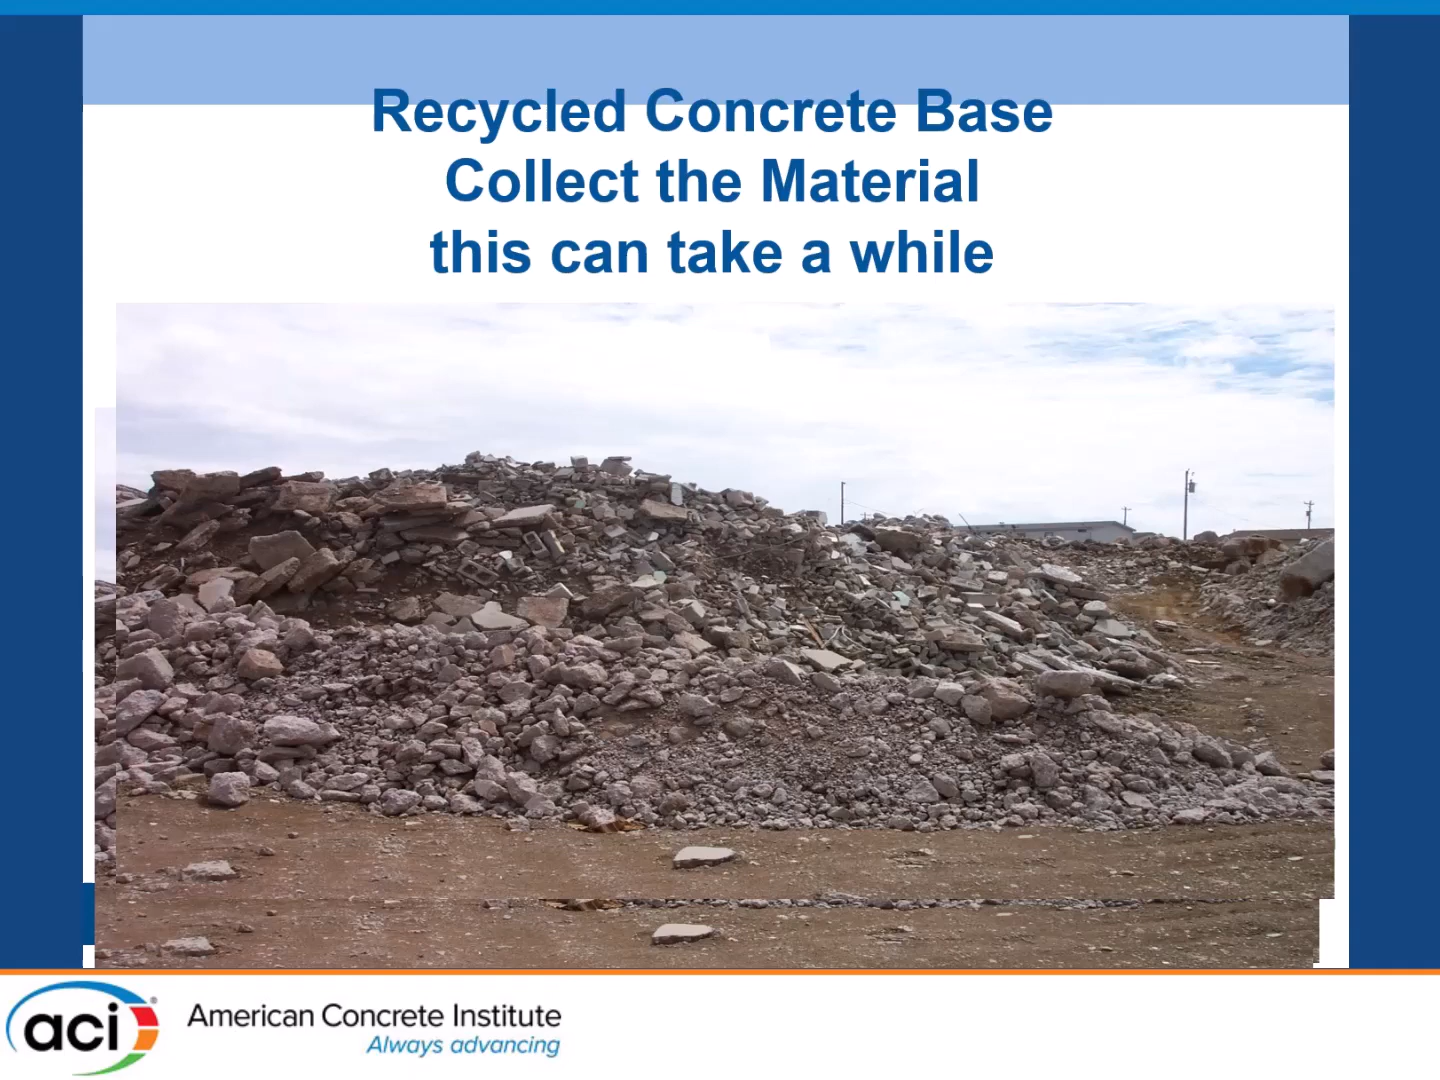 Recycled Concrete Base
Collect the Material
this can take a while
aci®
American Concrete Institute
Always advancing